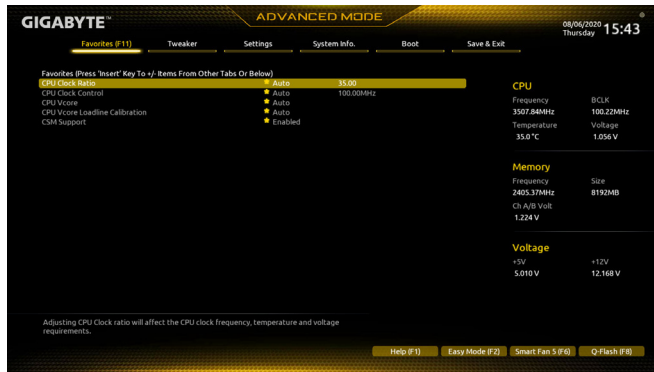 GIGABYTE™
ADVANCED MODE
08/06/2020
Thursday 15:43
Favorites (F11) Tweaker Settings System Info. Boot Save & Exit
Favorites (Press 'Insert' Key To +/- Items From Other Tabs Or Below)
CPU Clock Ratio Auto 35.00
CPU Clock Control Auto 100.00MHz
CPU Vcore Auto
CPU Vcore Loadline Calibration Auto
CSM Support Enabled
CPU
Frequency BCLK
3507.84MHz 100.22MHz
Temperature Voltage
35.0 °C 1.056 V
Memory
Frequency Size
2405.37MHz 8192MB
Ch A/B Volt
1.224 V
Voltage
+5V +12V
5.010 V 12.168 V
Adjusting CPU Clock ratio will affect the CPU clock frequency, temperature and voltage
requirements.
Help (F1) Easy Mode (F2) Smart Fan 5 (F6) Q-Flash (F8)